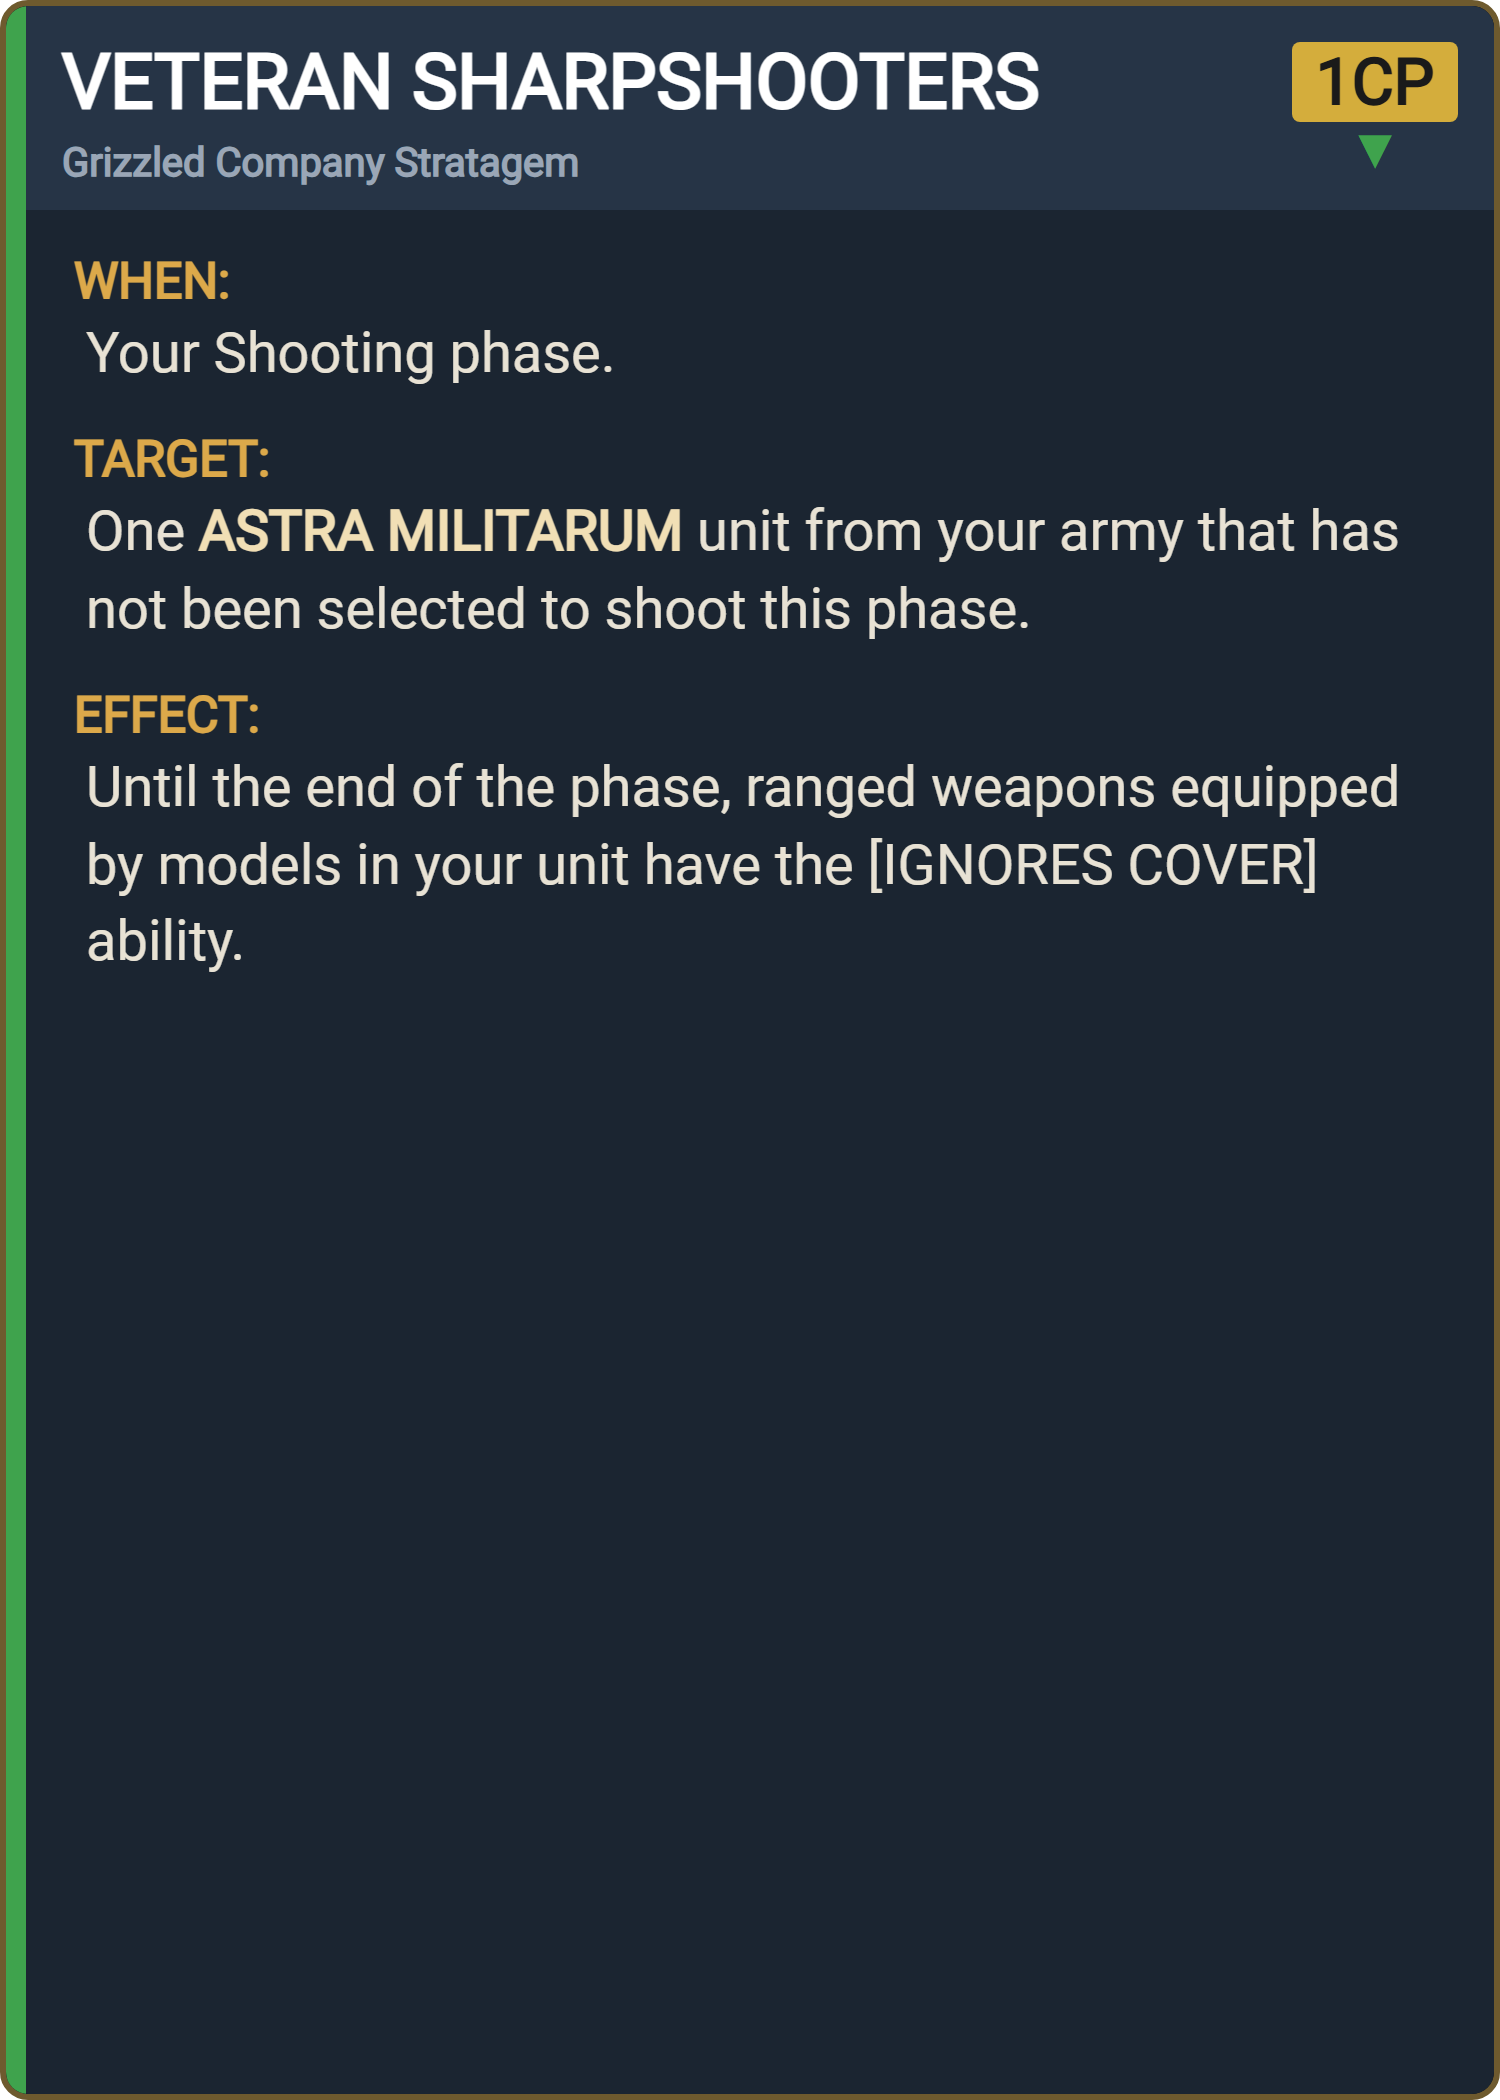 VETERAN SHARPSHOOTERS
1CP
Grizzled Company Stratagem
WHEN:
Your Shooting phase.
TARGET:
One ASTRA MILITARUM unit from your army that has
not been selected to shoot this phase.
EFFECT:
Until the end of the phase, ranged weapons equipped
by models in your unit have the [IGNORES COVER]
ability.